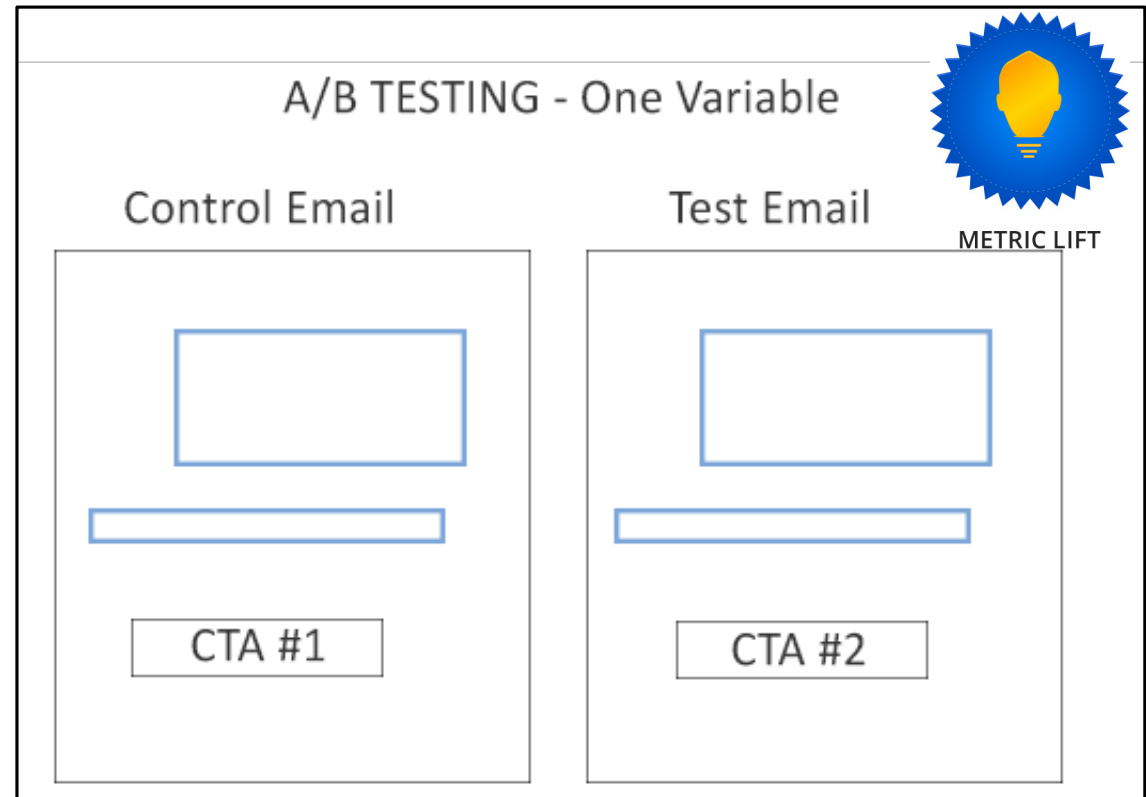 A/B TESTING - One Variable
Control Email
Test Email
METRIC LIFT
CTA #1
CTA #2